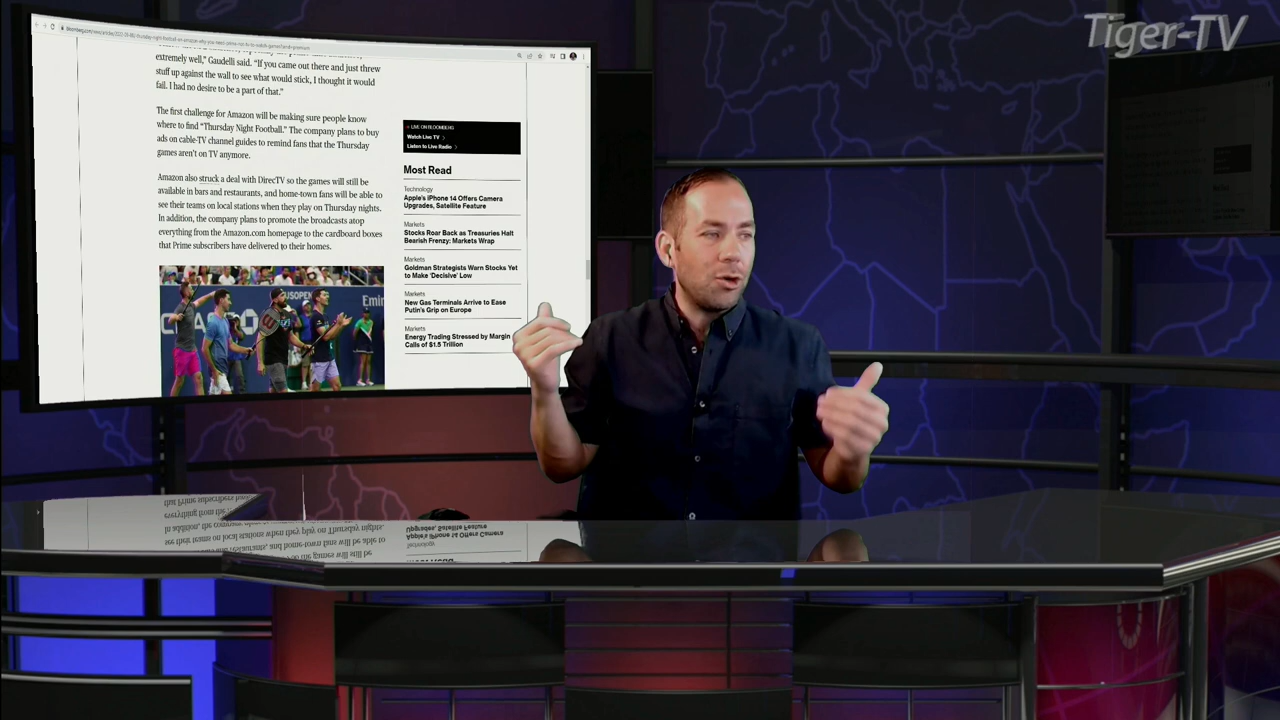 Tiger-TV
extremely well," Gaudelli said. "If you came out there and just threw
stuff up against the wall to see what would stick, I thought it would
fail. I had no desire to be a part of that."
The first challenge for Amazon will be making sure people know
where to find "Thursday Night Football." The company plans to buy
ads on cable-TV channel guides to remind fans that the Thursday
games aren't on TV anymore.
Amazon also struck a deal with DirecTV so the games will still be
available in bars and restaurants, and home-town fans will be able to
see their teams on local stations when they play on Thursday nights.
In addition, the company plans to promote the broadcasts atop
everything from the Amazon.com homepage to the cardboard boxes
that Prime subscribers have delivered to their homes.
USOPEN
CHA
Emi
LIVE ON BLOOMBERG
Watch Live TV >
Listen to Live Radio >
Most Read
Technology
Apple's iPhone 14 Offers Camera
Upgrades, Satellite Feature
Markets
Stocks Roar Back as Treasuries Halt
Bearish Frenzy: Markets Wrap
Markets
Goldman Strategists Warn Stocks Yet
to Make 'Decisive' Low
Markets
New Gas Terminals Arrive to Ease
Putin's Grip on Europe
Markets
Energy Trading Stressed by Margin
Calls of $1.5 Trillion